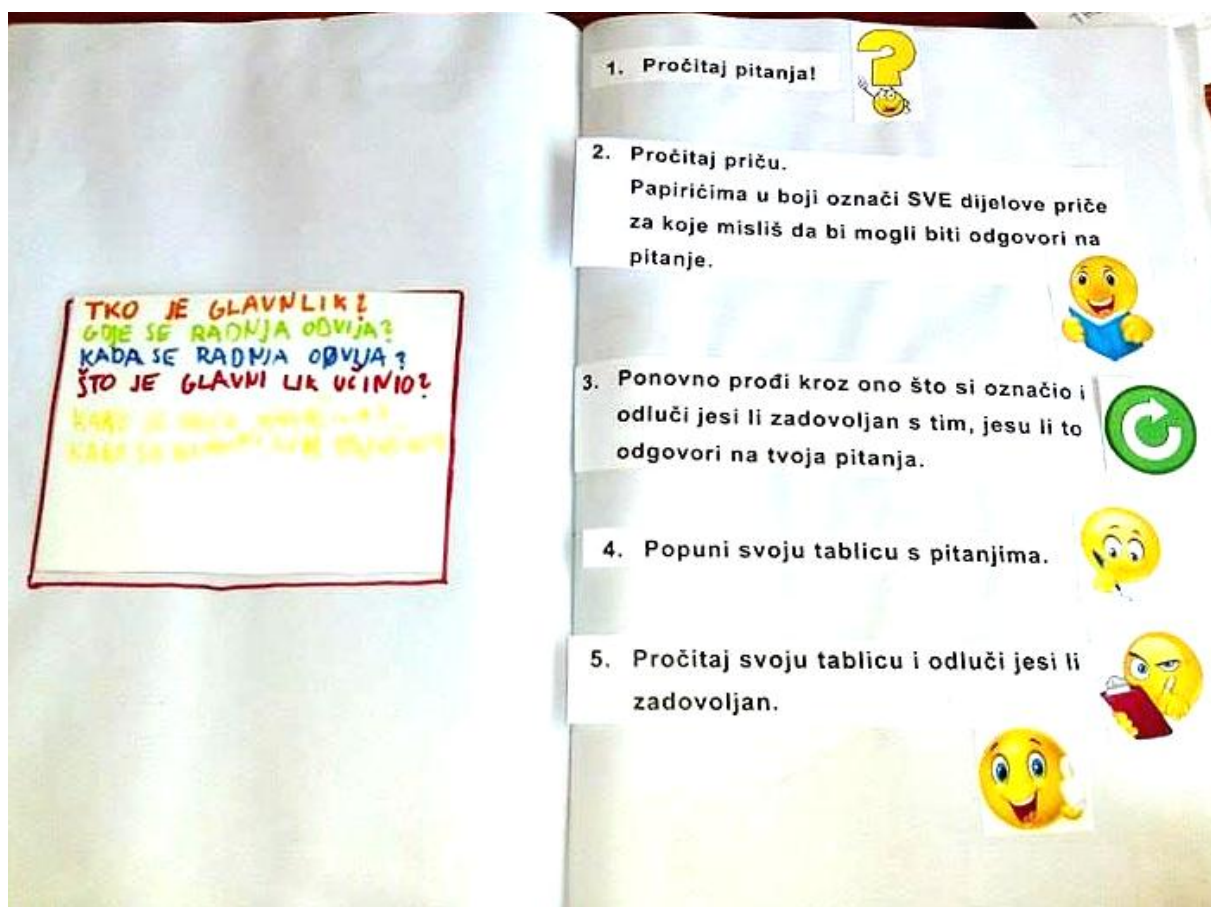 TKO JE GLAVNLIK?
GDJE SE RADNJA ODVIJA?
KADA SE RADNJA ODVIJA?
ŠTO JE GLAVNI LIK UČINIO?
1. Pročitaj pitanja!
2. Pročitaj priču.
Papirićima u boji označi SVE dijelove priče
za koje misliš da bi mogli biti odgovori na
pitanje.
3. Ponovno prođi kroz ono što si označio i
odluči jesi li zadovoljan s tim, jesu li to
odgovori na tvoja pitanja.
4. Popuni svoju tablicu s pitanjima.
5. Pročitaj svoju tablicu i odluči jesi li
zadovoljan.